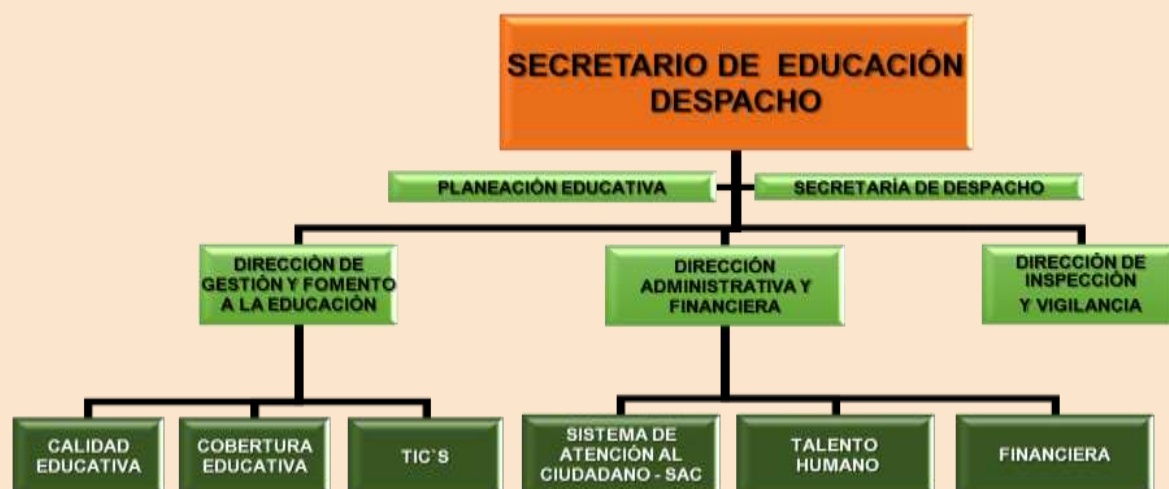 SECRETARIO DE EDUCACIÓN
DESPACHO
PLANEACIÓN EDUCATIVA
SECRETARÍA DE DESPACHO
DIRECCIÓN DE
GESTIÓN Y FOMENTO
A LA EDUCACIÓN
DIRECCIÓN
ADMINISTRATIVA Y
FINANCIERA
DIRECCIÓN DE
INSPECCIÓN
Y VIGILANCIA
CALIDAD
EDUCATIVA
COBERTURA
EDUCATIVA
TIC`S
SISTEMA DE
ATENCIÓN AL
CIUDADANO - SAC
TALENTO
HUMANO
FINANCIERA